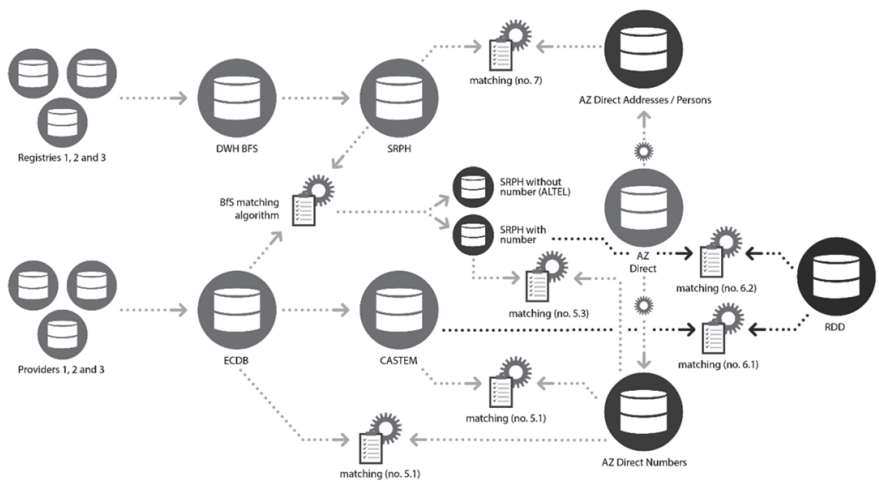 matching (no. 7)
AZ Direct Addresses / Persons
Registries 1, 2 and 3
DWH BFS
SRPH
BfS matching
algorithm
SRPH without
number (ALTEL)
SRPH with
number
AZ
Direct
matching (no. 6.2)
matching (no. 5.3)
RDD
Providers 1, 2 and 3
ECDB
CASTEM
matching (no. 6.1)
matching (no. 5.1)
matching (no. 5.1)
AZ Direct Numbers